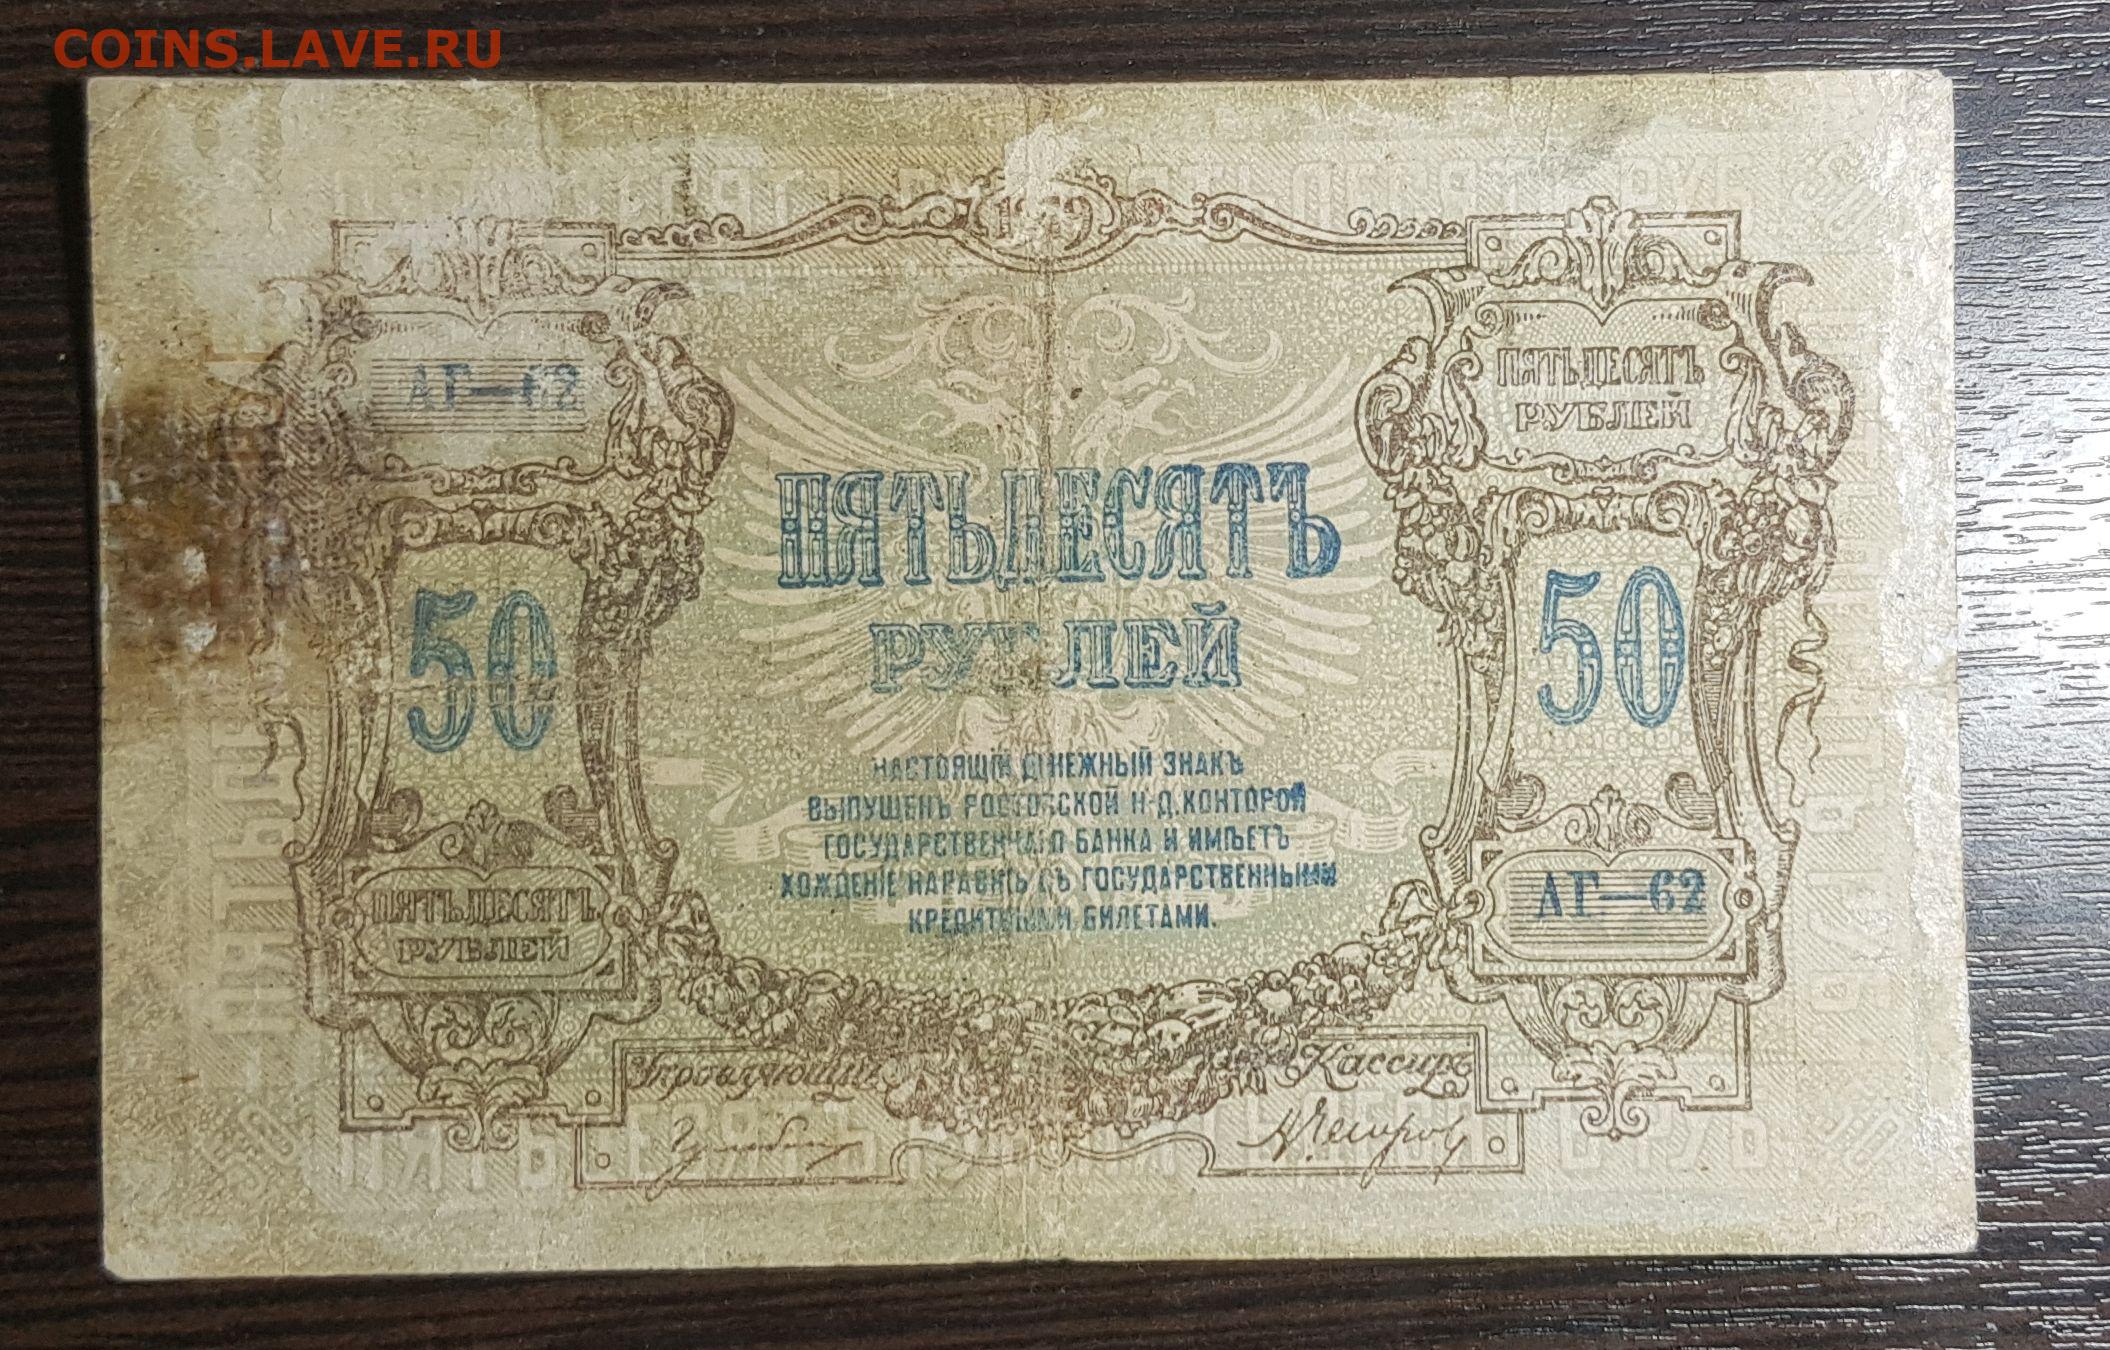 COINS.LAVE.RU
1919
АГ—62
ПЯТЬДЕСЯТЪ
РУБЛЕЙ
ПЯТЬДЕСЯТЪ
РУБЛЕЙ
50
50
НАСТОЯЩІЙ ДЕНЕЖНЫЙ ЗНАКЪ
ВЫПУЩЕНЪ РОСТОВСКОЙ Н-Д. КОНТОРОЙ
ГОСУДАРСТВЕННАГО БАНКА И ИМѢЕТЪ
ХОЖДЕНІЕ НАРАВНѢ СЪ ГОСУДАРСТВЕННЫМИ
КРЕДИТНЫМИ БИЛЕТАМИ.
ПЯТЬДЕСЯТЪ
РУБЛЕЙ
АГ—62
Управляющій
Кассиръ